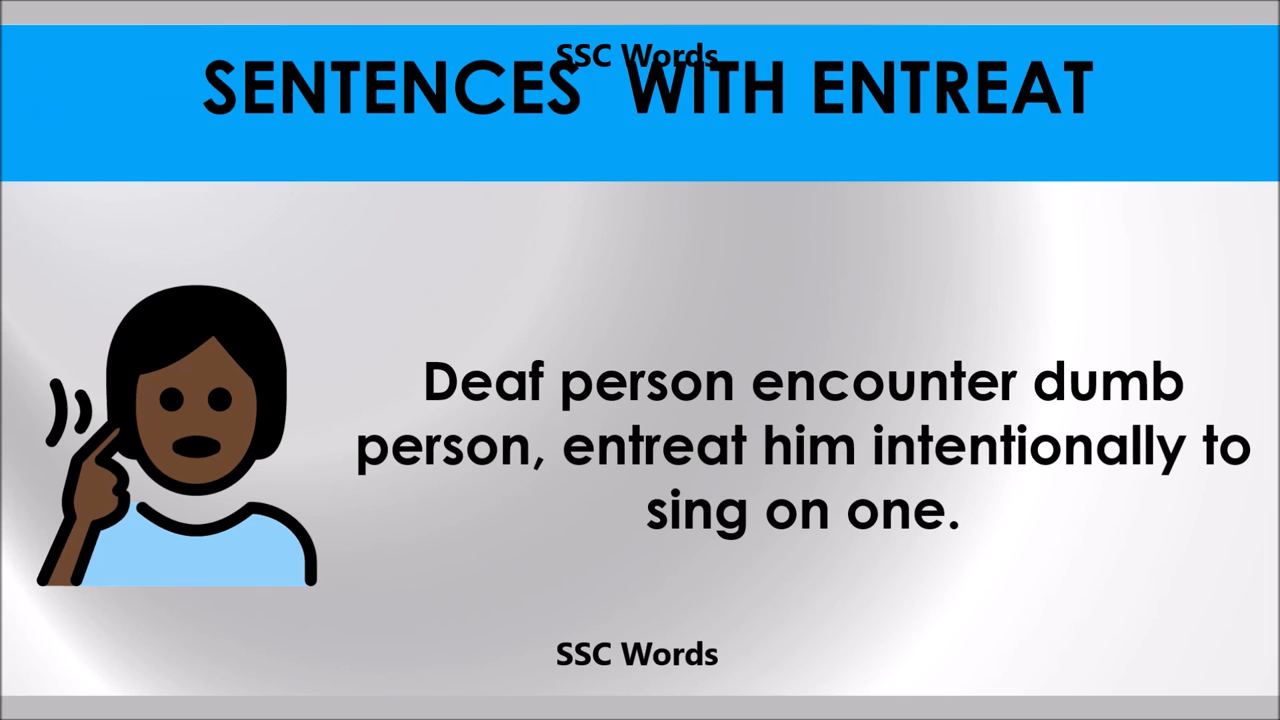 SSC Words
SENTENCES WITH ENTREAT
Deaf person encounter dumb
person, entreat him intentionally to
sing on one.
SSC Words